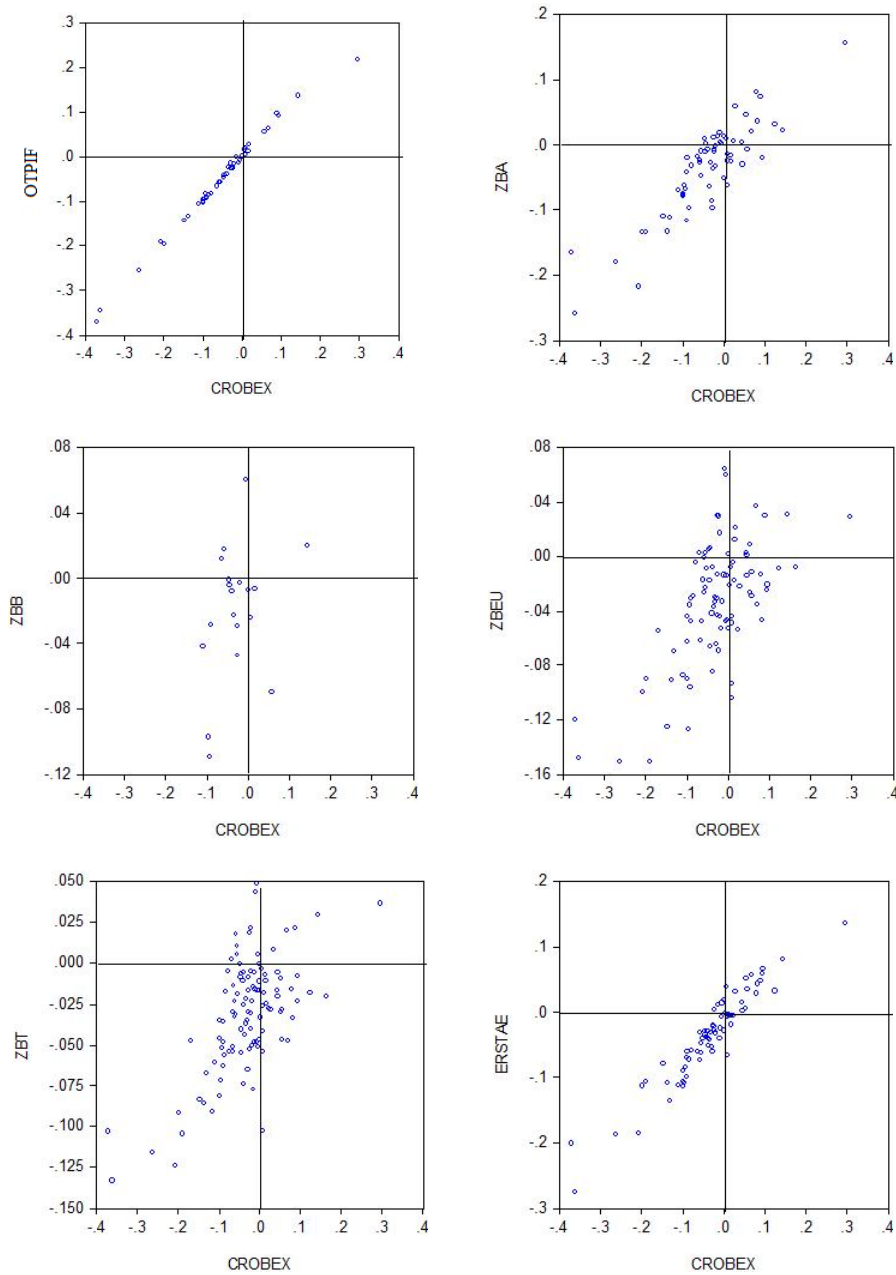 OTPIF
.3
.2
.1
.0
-.1
-.2
-.3
-.4
-.4 -.3 -.2 -.1 .0 .1 .2 .3 .4
CROBEX
ZBA
.2
.1
.0
-.1
-.2
-.3
-.4 -.3 -.2 -.1 .0 .1 .2 .3 .4
CROBEX
ZBB
.08
.04
.00
-.04
-.08
-.12
-.4 -.3 -.2 -.1 .0 .1 .2 .3 .4
CROBEX
ZBEU
.08
.04
.00
-.04
-.08
-.12
-.16
-.4 -.3 -.2 -.1 .0 .1 .2 .3 .4
CROBEX
ZBT
.050
.025
.000
-.025
-.050
-.075
-.100
-.125
-.150
-.4 -.3 -.2 -.1 .0 .1 .2 .3 .4
CROBEX
ERSTAE
.2
.1
.0
-.1
-.2
-.3
-.4 -.3 -.2 -.1 .0 .1 .2 .3 .4
CROBEX